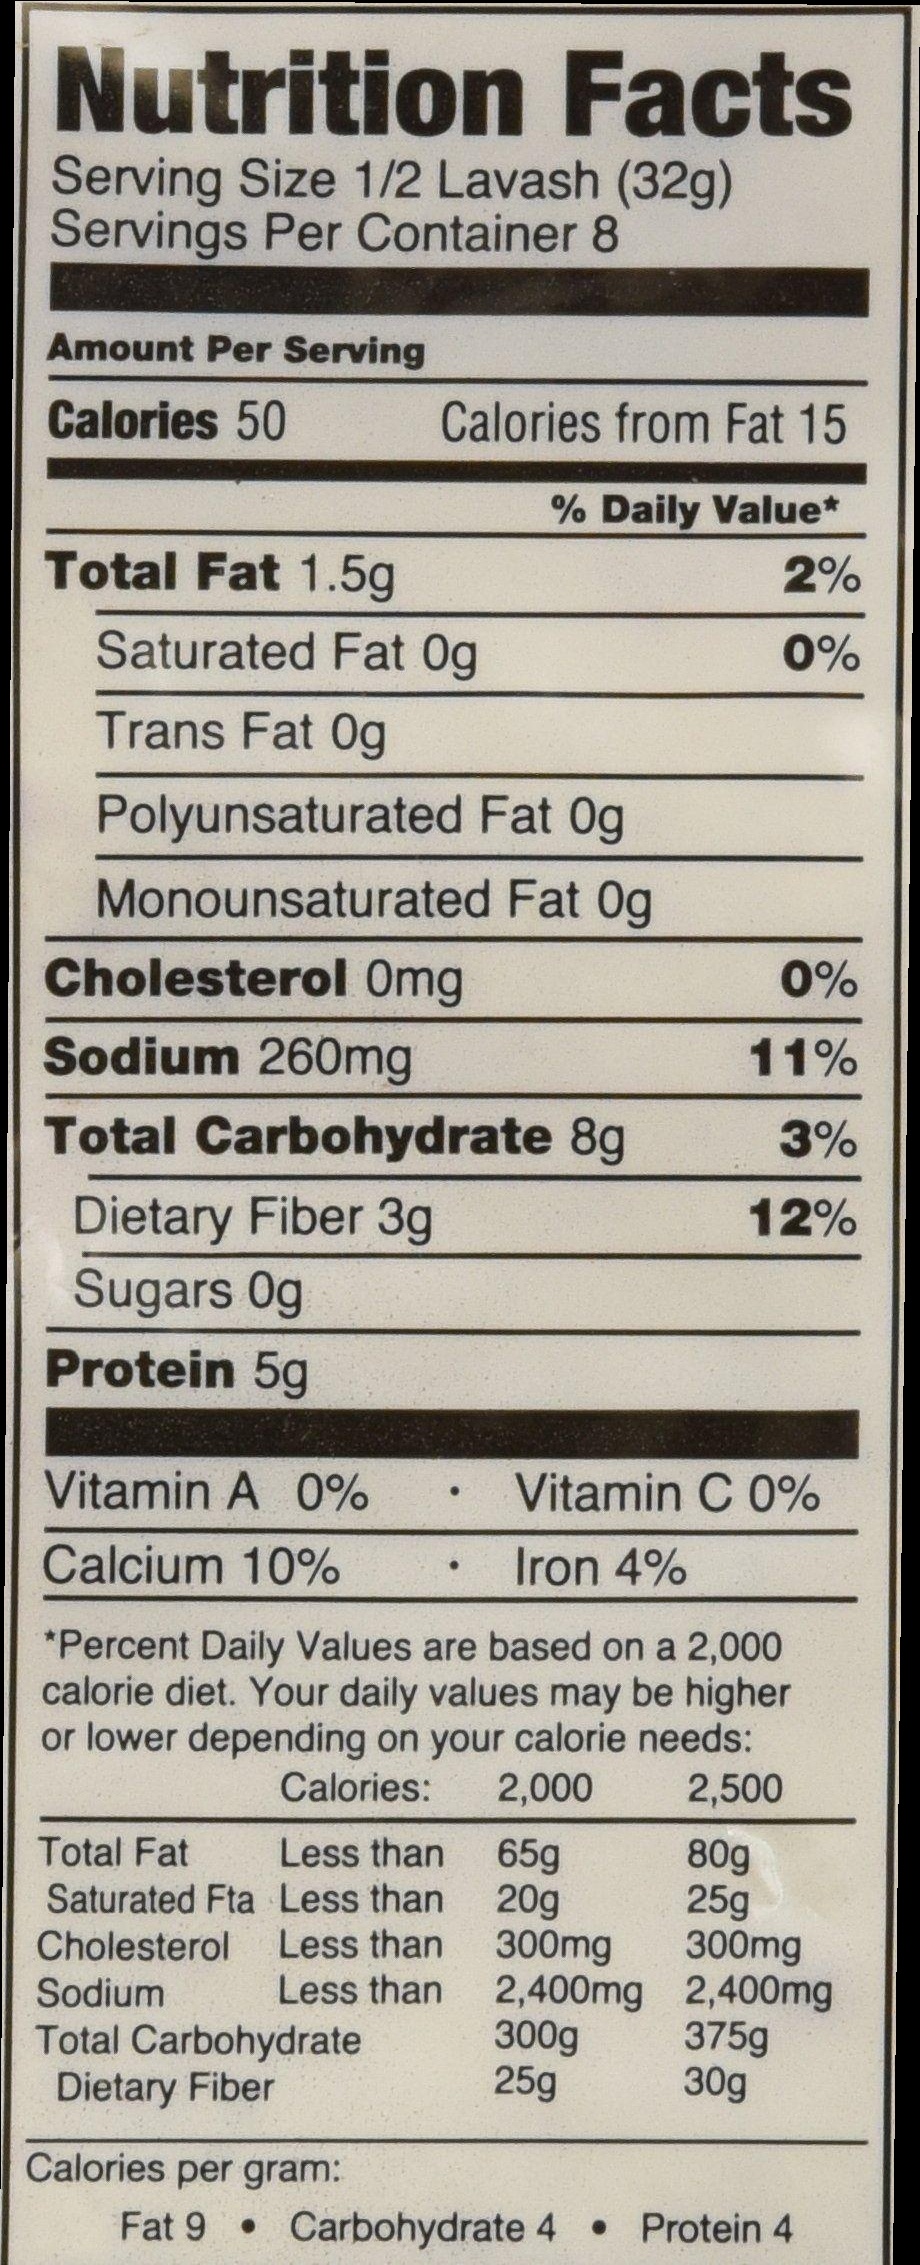 Nutrition Facts
Serving Size 1/2 Lavash (32g)
Servings Per Container 8
Amount Per Serving
Calories 50 Calories from Fat 15
% Daily Value*
Total Fat 1.5g 2%
Saturated Fat 0g 0%
Trans Fat 0g
Polyunsaturated Fat 0g
Monounsaturated Fat 0g
Cholesterol 0mg 0%
Sodium 260mg 11%
Total Carbohydrate 8g 3%
Dietary Fiber 3g 12%
Sugars 0g
Protein 5g
Vitamin A 0% · Vitamin C 0%
Calcium 10% · Iron 4%
*Percent Daily Values are based on a 2,000
calorie diet. Your daily values may be higher
or lower depending on your calorie needs:
Calories: 2,000 2,500
Total Fat Less than 65g 80g
Saturated Fta Less than 20g 25g
Cholesterol Less than 300mg 300mg
Sodium Less than 2,400mg 2,400mg
Total Carbohydrate 300g 375g
Dietary Fiber 25g 30g
Calories per gram:
Fat 9 • Carbohydrate 4 • Protein 4